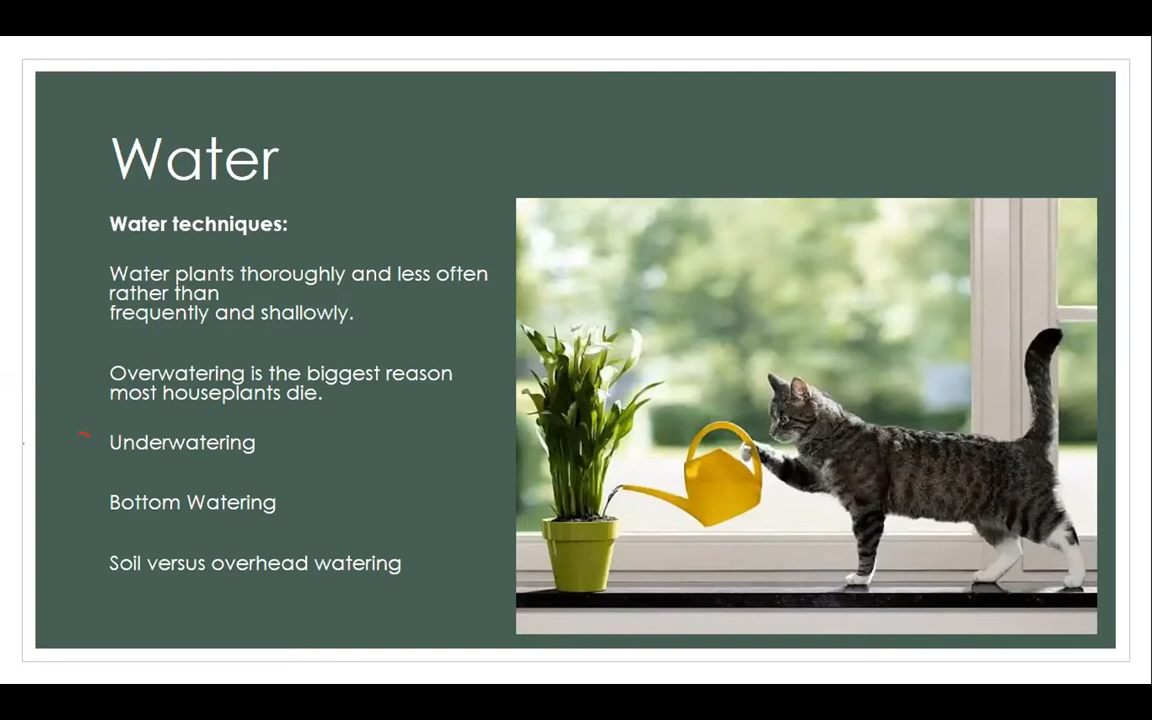 Water
Water techniques:
Water plants thoroughly and less often
rather than
frequently and shallowly.
Overwatering is the biggest reason
most houseplants die.
Underwatering
Bottom Watering
Soil versus overhead watering